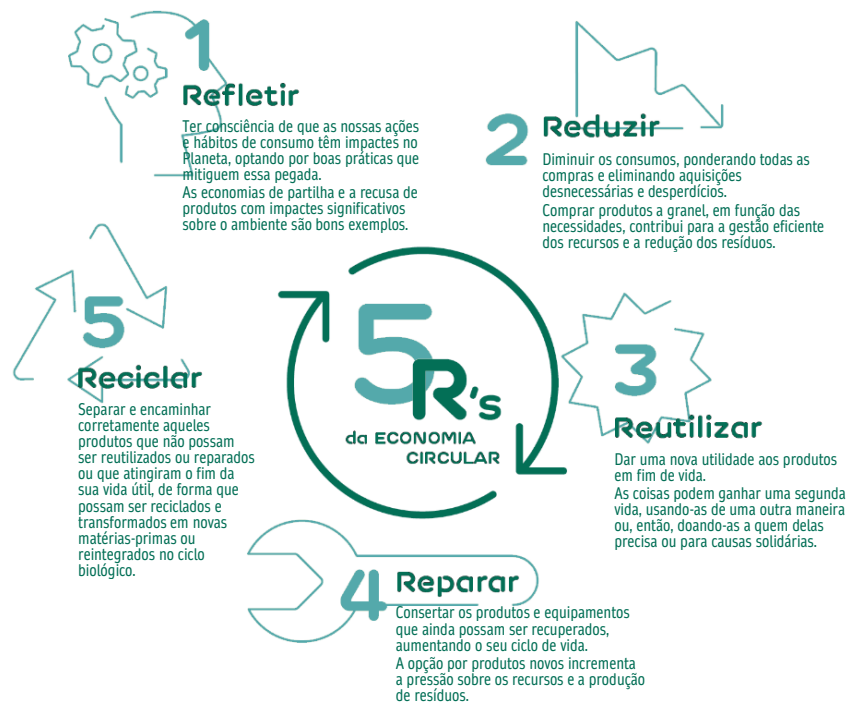 1
Refletir
Ter consciência de que as nossas ações
e hábitos de consumo têm impactes no
Planeta, optando por boas práticas que
mitiguem essa pegada.
As economias de partilha e a recusa de
produtos com impactes significativos
sobre o ambiente são bons exemplos.
2
Reduzir
Diminuir os consumos, ponderando todas as
compras e eliminando aquisições
desnecessárias e desperdícios.
Comprar produtos a granel, em função das
necessidades, contribui para a gestão eficiente
dos recursos e a redução dos resíduos.
5
R's
da ECONOMIA
CIRCULAR
3
Reutilizar
Dar uma nova utilidade aos produtos
em fim de vida.
As coisas podem ganhar uma segunda
vida, usando-as de uma outra maneira
ou, então, doando-as a quem delas
precisa ou para causas solidárias.
4
Reparar
Consertar os produtos e equipamentos
que ainda possam ser recuperados,
aumentando o seu ciclo de vida.
A opção por produtos novos incrementa
a pressão sobre os recursos e a produção
de resíduos.
5
Reciclar
Separar e encaminhar
corretamente aqueles
produtos que não possam
ser reutilizados ou reparados
ou que atingiram o fim da
sua vida útil, de forma que
possam ser reciclados e
transformados em novas
matérias-primas ou
reintegrados no ciclo
biológico.